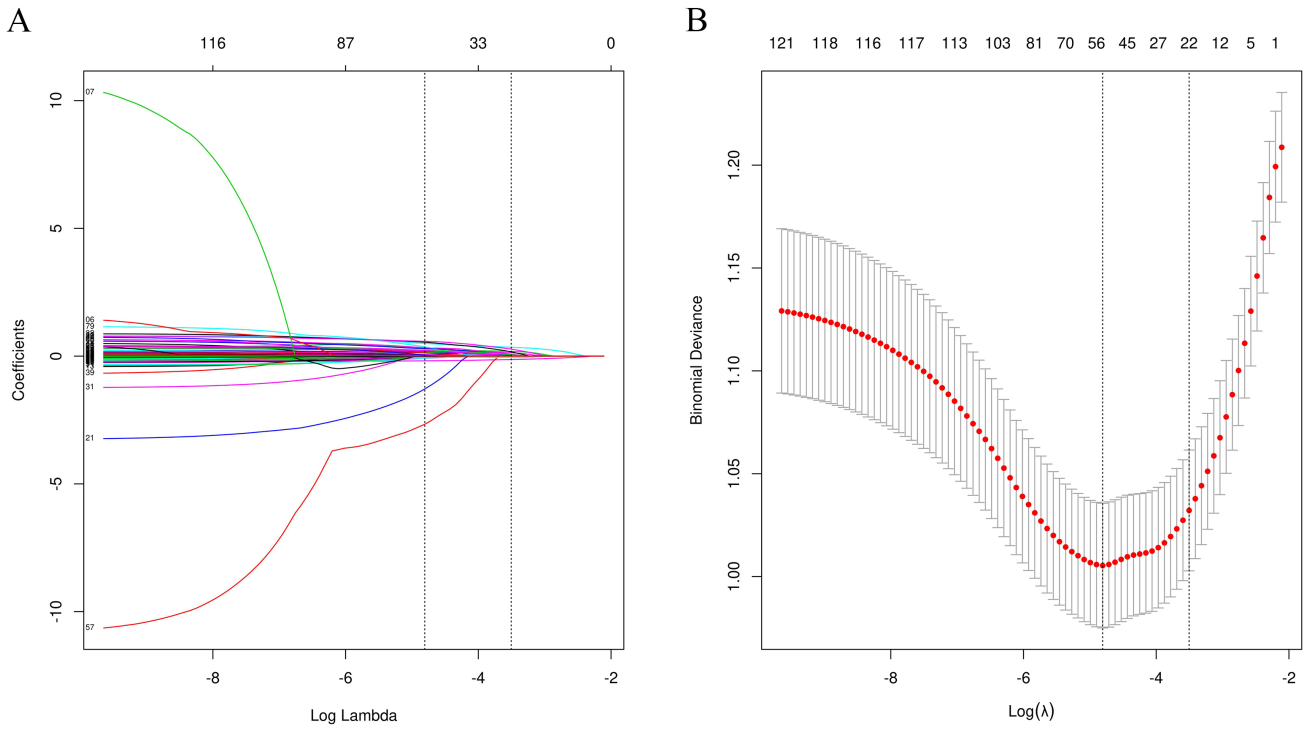 A
116 87 33 0
10
5
0
-5
-10
Coefficients
07
06
79
39
31
21
57
-8 -6 -4 -2
Log Lambda
B
121 118 116 117 113 103 81 70 56 45 27 22 12 5 1
1.20
1.15
1.10
1.05
1.00
Binomial Deviance
-8 -6 -4 -2
Log(λ)